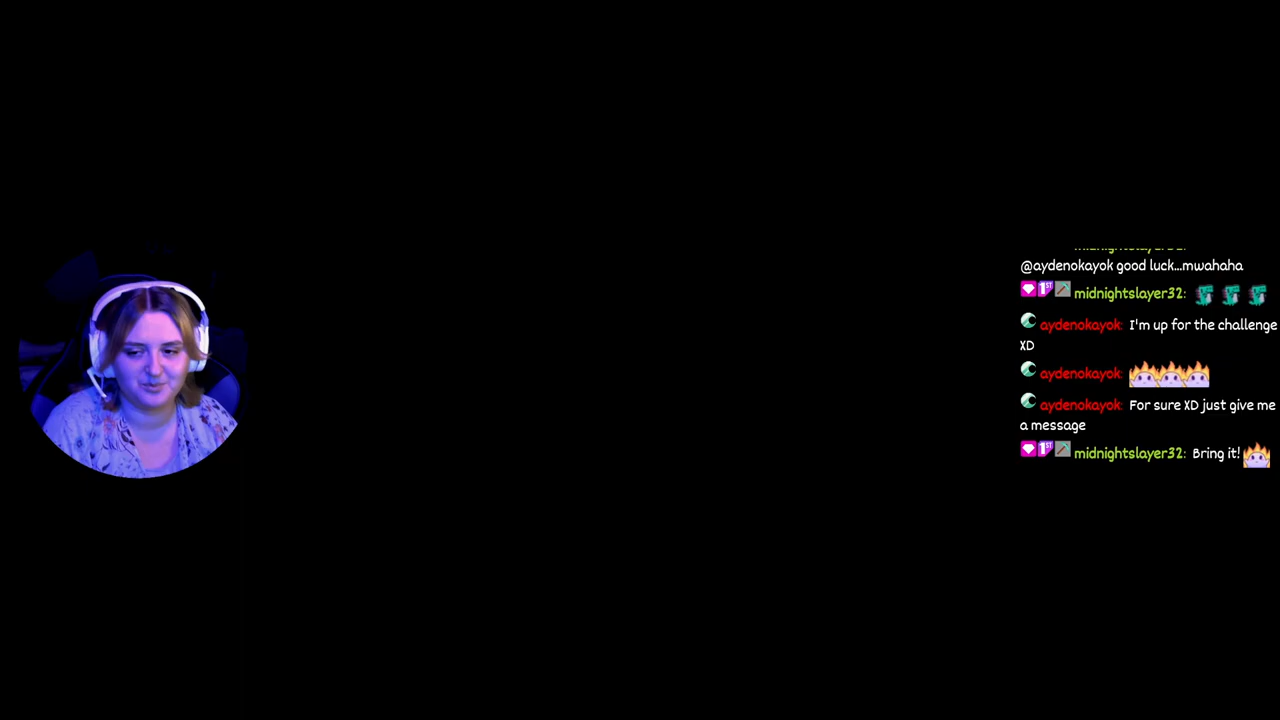 @aydenokayok good luck...mwahaha
midnightslayer32:
aydenokayok: I'm up for the challenge
XD
aydenokayok:
aydenokayok: For sure XD just give me
a message
midnightslayer32: Bring it!